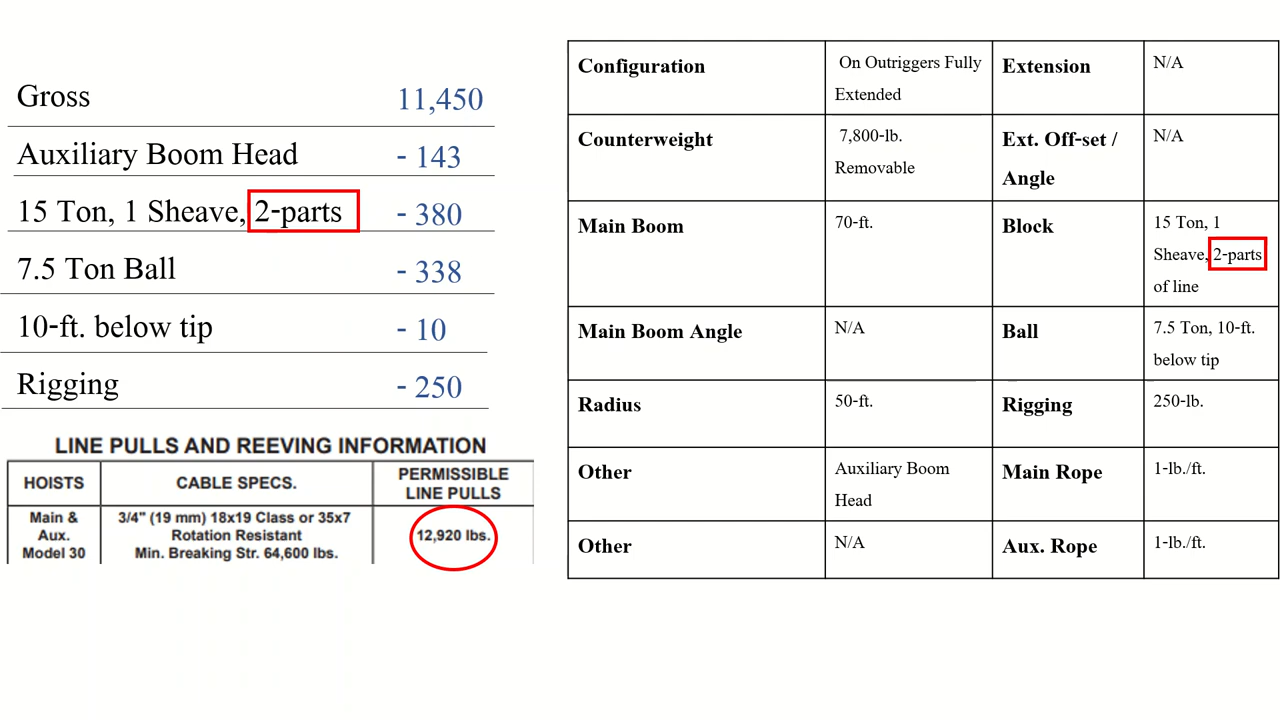 Gross 11,450
Auxiliary Boom Head - 143
15 Ton, 1 Sheave, 2-parts - 380
7.5 Ton Ball - 338
10-ft. below tip - 10
Rigging - 250
LINE PULLS AND REEVING INFORMATION
HOISTS CABLE SPECS. PERMISSIBLE
LINE PULLS
Main & 3/4" (19 mm) 18x19 Class or 35x7
Aux. Rotation Resistant 12,920 lbs.
Model 30 Min. Breaking Str. 64,600 lbs.
Configuration On Outriggers Fully Extension N/A
Extended
Counterweight 7,800-lb. Ext. Off-set / N/A
Removable Angle
Main Boom 70-ft. Block 15 Ton, 1
Sheave, 2-parts
of line
Main Boom Angle N/A Ball 7.5 Ton, 10-ft.
below tip
Radius 50-ft. Rigging 250-lb.
Other Auxiliary Boom Main Rope 1-lb./ft.
Head
Other N/A Aux. Rope 1-lb./ft.